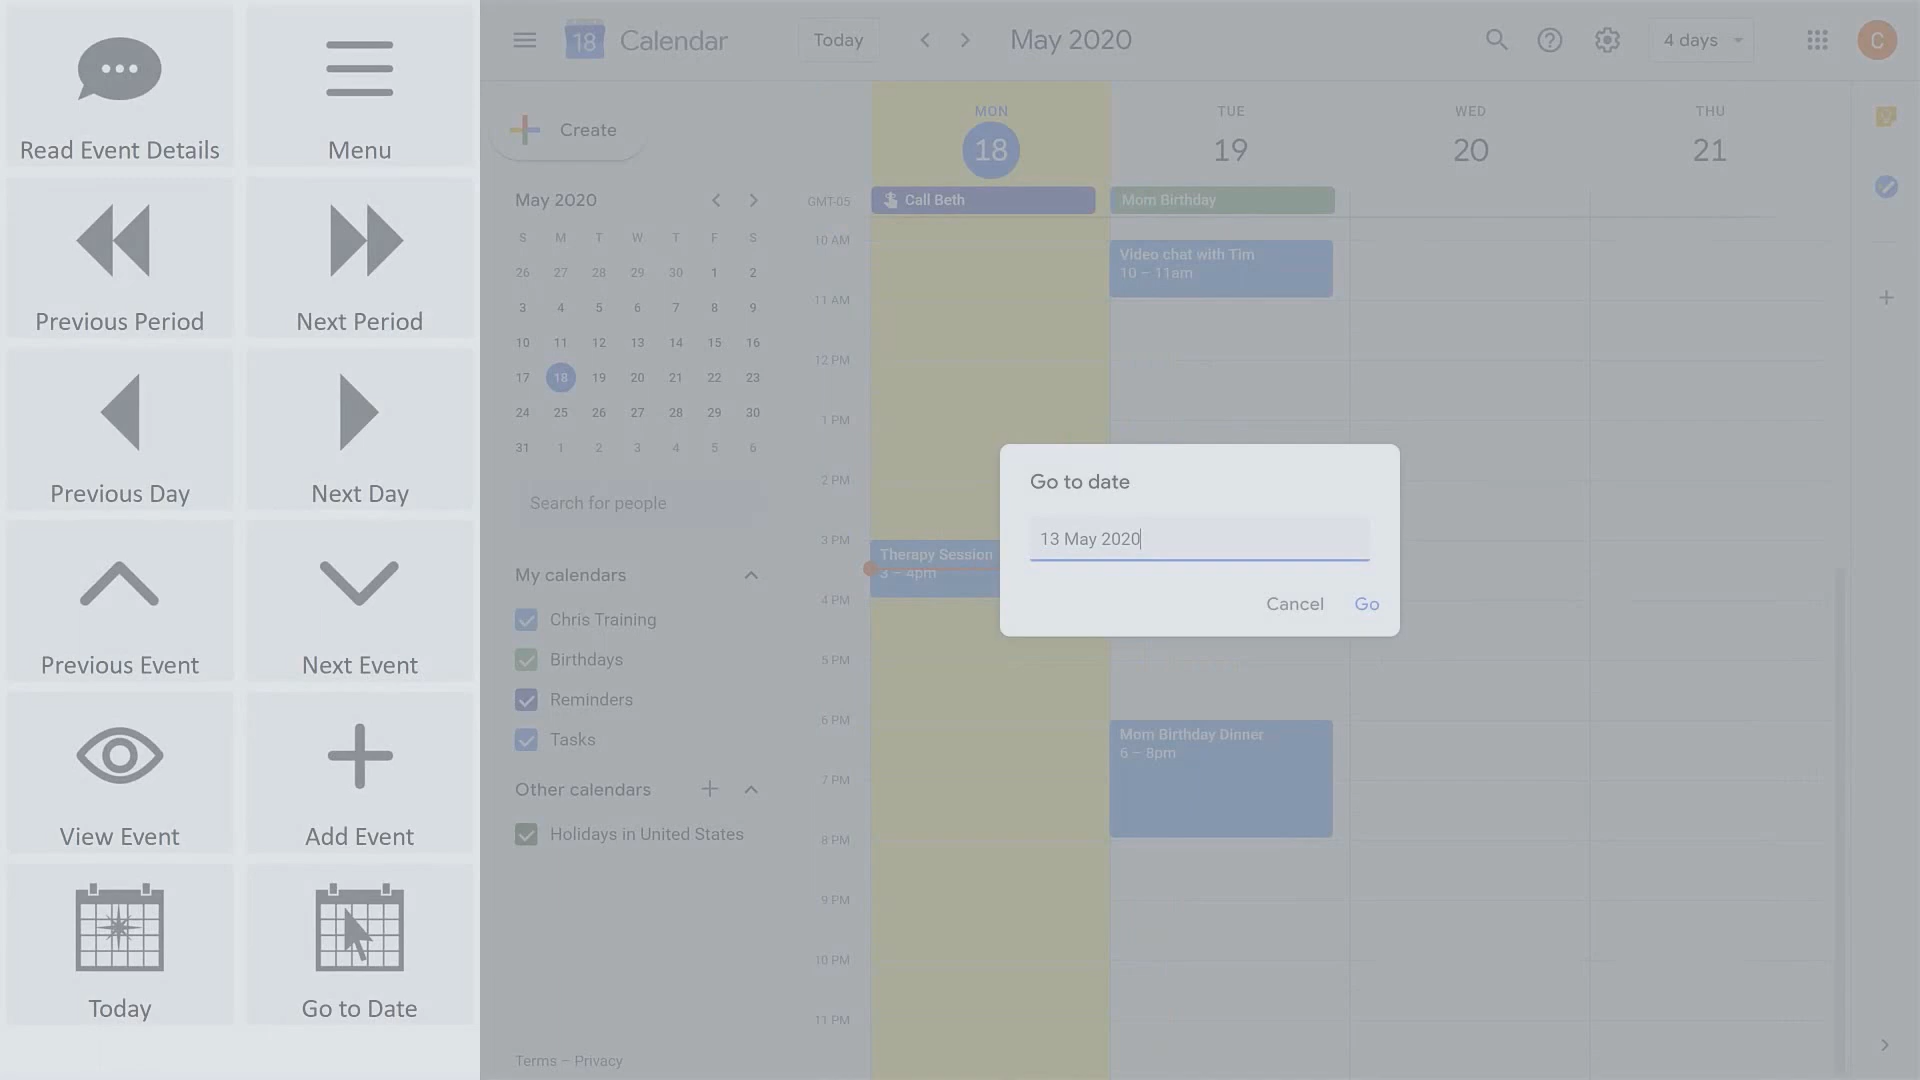 Read Event Details
Menu
Previous Period
Next Period
Previous Day
Next Day
Previous Event
Next Event
View Event
Add Event
Today
Go to Date
18
Calendar
Today
May 2020
4 days
C
Create
May 2020
S M T W T F S
26 27 28 29 30 1 2
3 4 5 6 7 8 9
10 11 12 13 14 15 16
17 18 19 20 21 22 23
24 25 26 27 28 29 30
31 1 2 3 4 5 6
Search for people
My calendars
Chris Training
Birthdays
Reminders
Tasks
Other calendars
Holidays in United States
Terms – Privacy
MON TUE WED THU
18 19 20 21
GMT-05
Call Beth
Mom Birthday
10 AM
Video chat with Tim
10 – 11am
11 AM
12 PM
1 PM
2 PM
3 PM
Therapy Session
3 – 4pm
4 PM
5 PM
6 PM
Mom Birthday Dinner
6 – 8pm
7 PM
8 PM
9 PM
10 PM
11 PM
Go to date
13 May 2020
Cancel Go